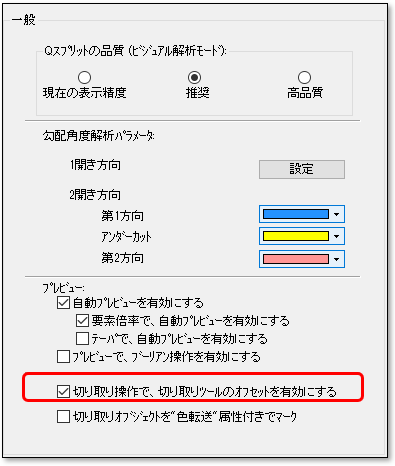 一般
Qスプリットの品質 (ビジュアル解析モード):
現在の表示精度 推奨 高品質
勾配角度解析パラメータ:
1開き方向 設定
2開き方向
第1方向
アンダーカット
第2方向
プレビュー:
自動プレビューを有効にする
要素倍率で、自動プレビューを有効にする
テーパで、自動プレビューを有効にする
プレビューで、ブーリアン操作を有効にする
切り取り操作で、切り取りツールのオフセットを有効にする
切り取りオブジェクトを"色転送"属性付きでマーク